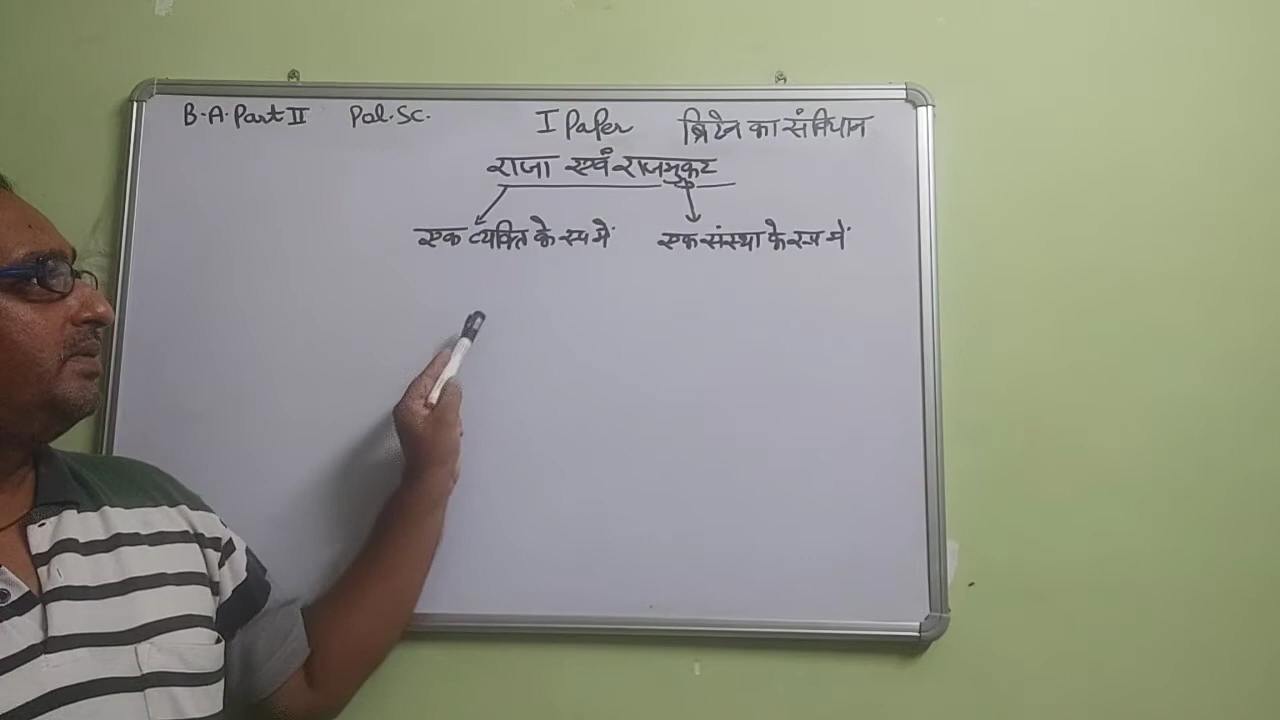 B.A. Part II Pol. Sc. I Paper ब्रिटेन का संविधान
राजा एवं राजमुकुट
एक व्यक्ति के रूप में एक संस्था के रूप में